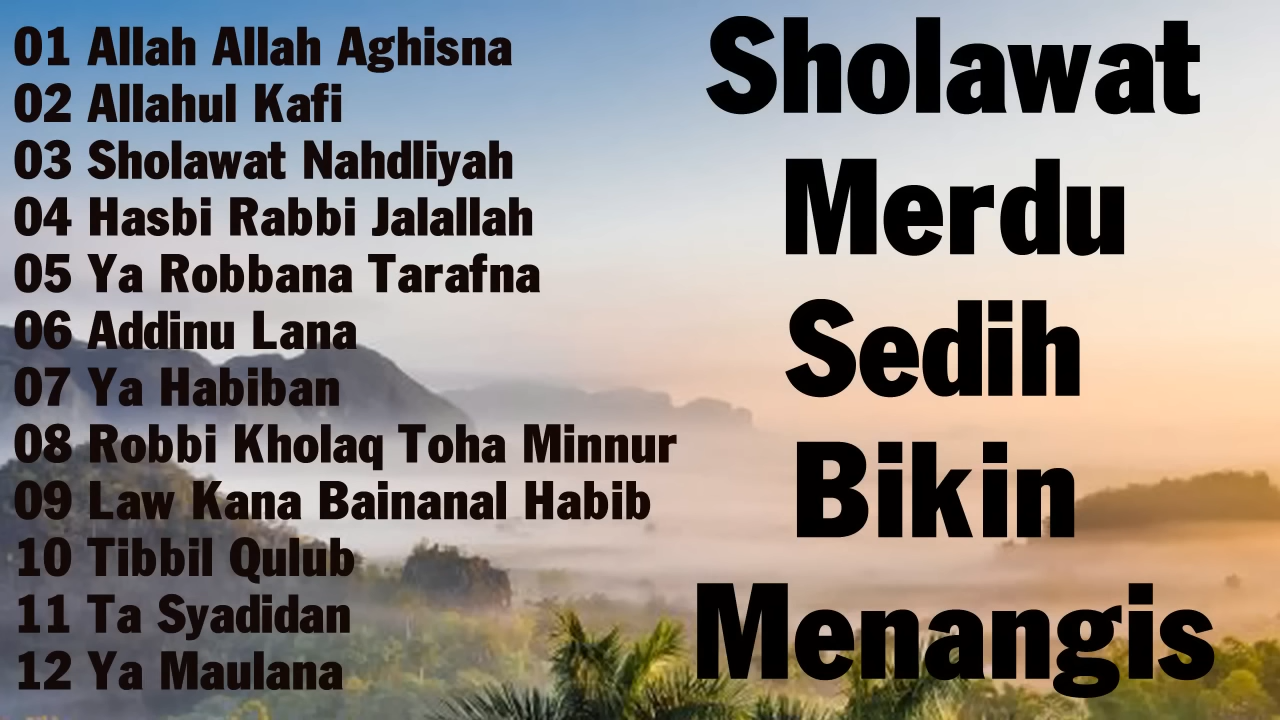 01 Allah Allah Aghisna
02 Allahul Kafi
03 Sholawat Nahdliyah
04 Hasbi Rabbi Jalallah
05 Ya Robbana Tarafna
06 Addinu Lana
07 Ya Habiban
08 Robbi Kholaq Toha Minnur
09 Law Kana Bainanal Habib
10 Tibbil Qulub
11 Ta Syadidan
12 Ya Maulana
Sholawat
Merdu
Sedih
Bikin
Menangis